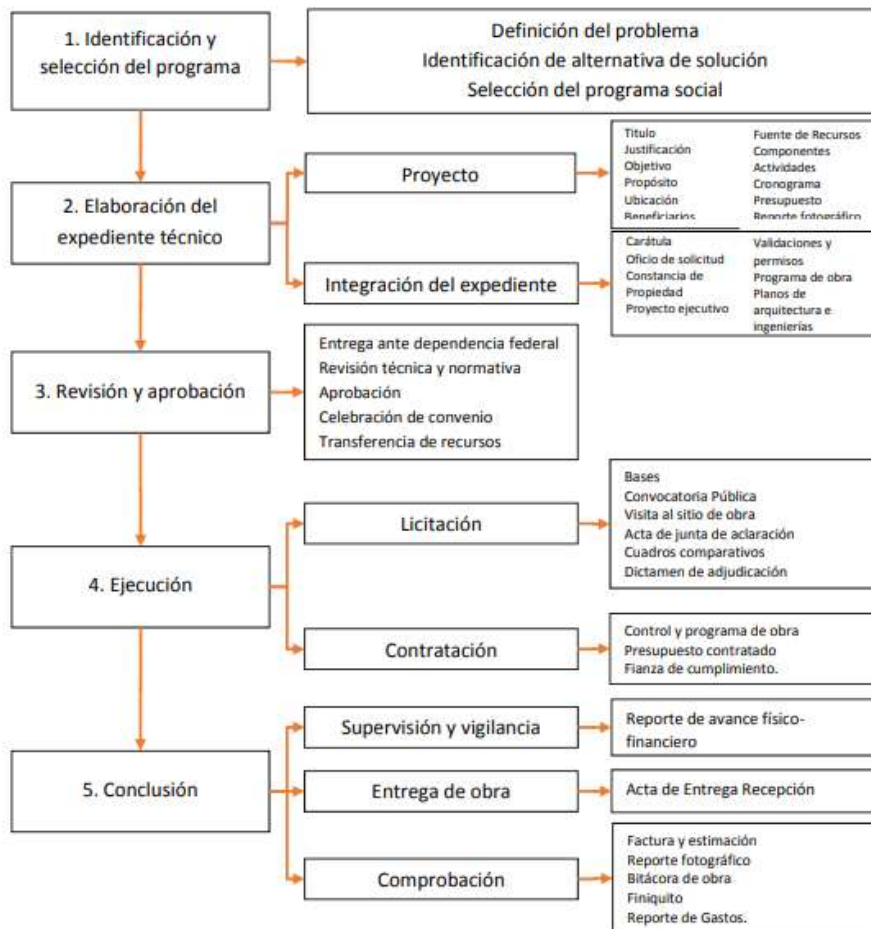 1. Identificación y
selección del programa
Definición del problema
Identificación de alternativa de solución
Selección del programa social
2. Elaboración del
expediente técnico
Proyecto
Titulo
Justificación
Objetivo
Propósito
Ubicación
Beneficiarios
Fuente de Recursos
Componentes
Actividades
Cronograma
Presupuesto
Reporte fotográfico
Integración del expediente
Carátula
Oficio de solicitud
Constancia de
Propiedad
Proyecto ejecutivo
Validaciones y
permisos
Programa de obra
Planos de
arquitectura e
ingenierías
3. Revisión y aprobación
Entrega ante dependencia federal
Revisión técnica y normativa
Aprobación
Celebración de convenio
Transferencia de recursos
4. Ejecución
Licitación
Bases
Convocatoria Pública
Visita al sitio de obra
Acta de junta de aclaración
Cuadros comparativos
Dictamen de adjudicación
Contratación
Control y programa de obra
Presupuesto contratado
Fianza de cumplimiento.
5. Conclusión
Supervisión y vigilancia
Reporte de avance físico-
financiero
Entrega de obra
Acta de Entrega Recepción
Comprobación
Factura y estimación
Reporte fotográfico
Bitácora de obra
Finiquito
Reporte de Gastos.